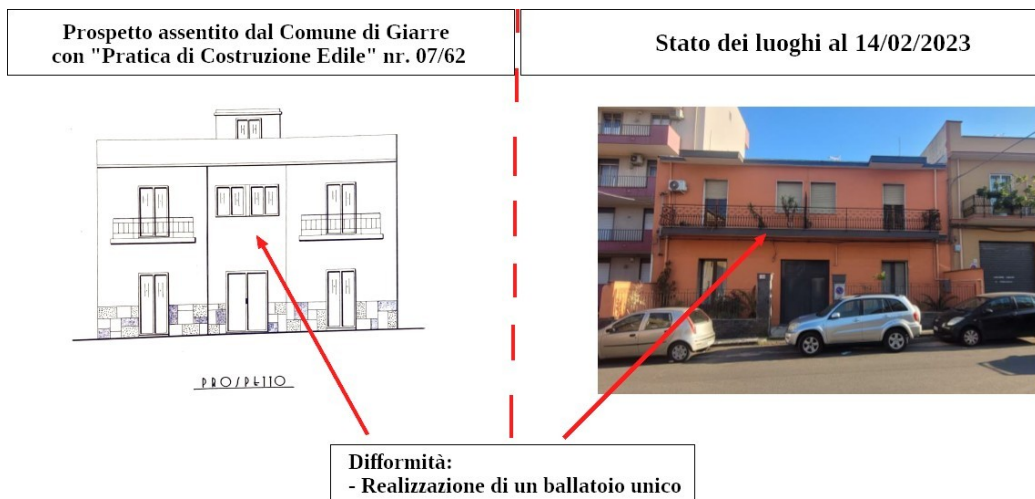 Prospetto assentito dal Comune di Giarre
con "Pratica di Costruzione Edile" nr. 07/62
Stato dei luoghi al 14/02/2023
PROSPETTO
Difformità:
- Realizzazione di un ballatoio unico